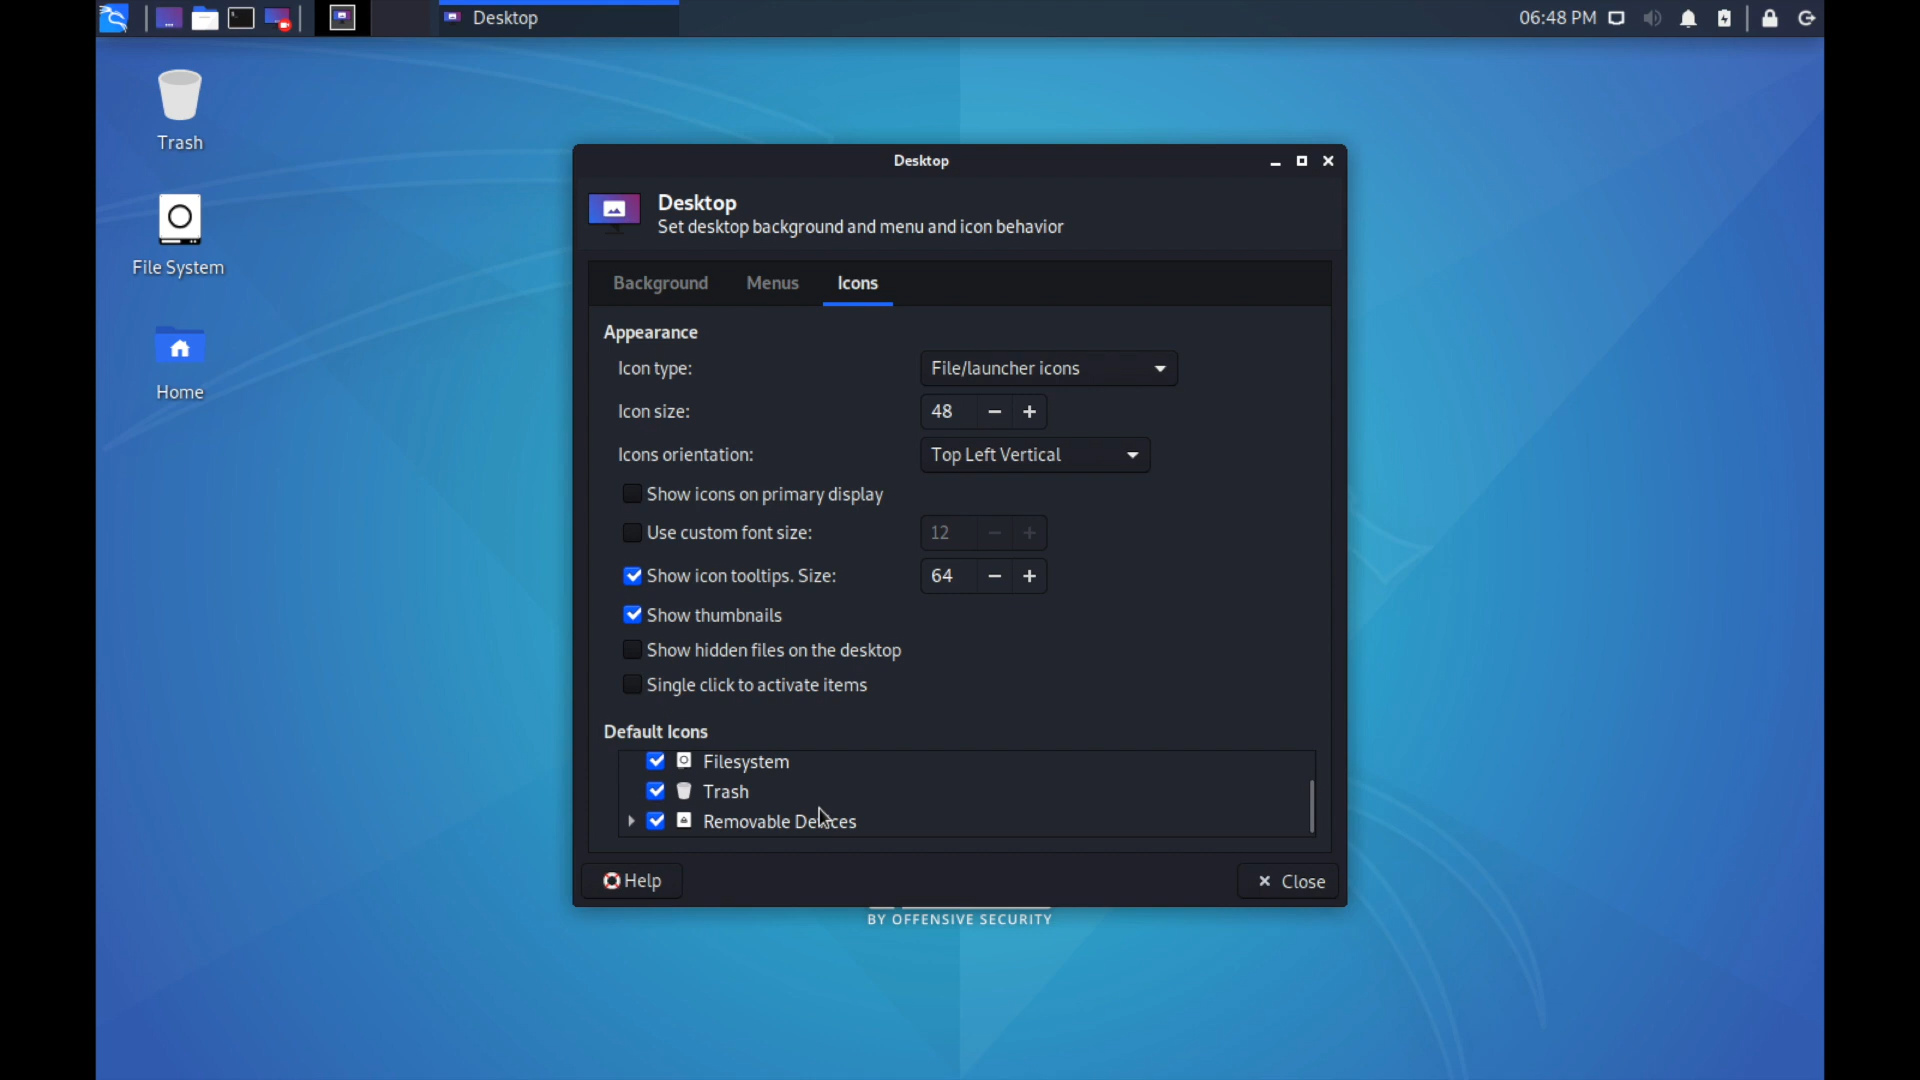 Desktop
06:48 PM
Trash
File System
Home
Desktop
Desktop
Set desktop background and menu and icon behavior
Background Menus Icons
Appearance
Icon type: File/launcher icons
Icon size: 48
Icons orientation: Top Left Vertical
Show icons on primary display
Use custom font size: 12
Show icon tooltips. Size: 64
Show thumbnails
Show hidden files on the desktop
Single click to activate items
Default Icons
Filesystem
Trash
Removable Devices
Help Close
BY OFFENSIVE SECURITY